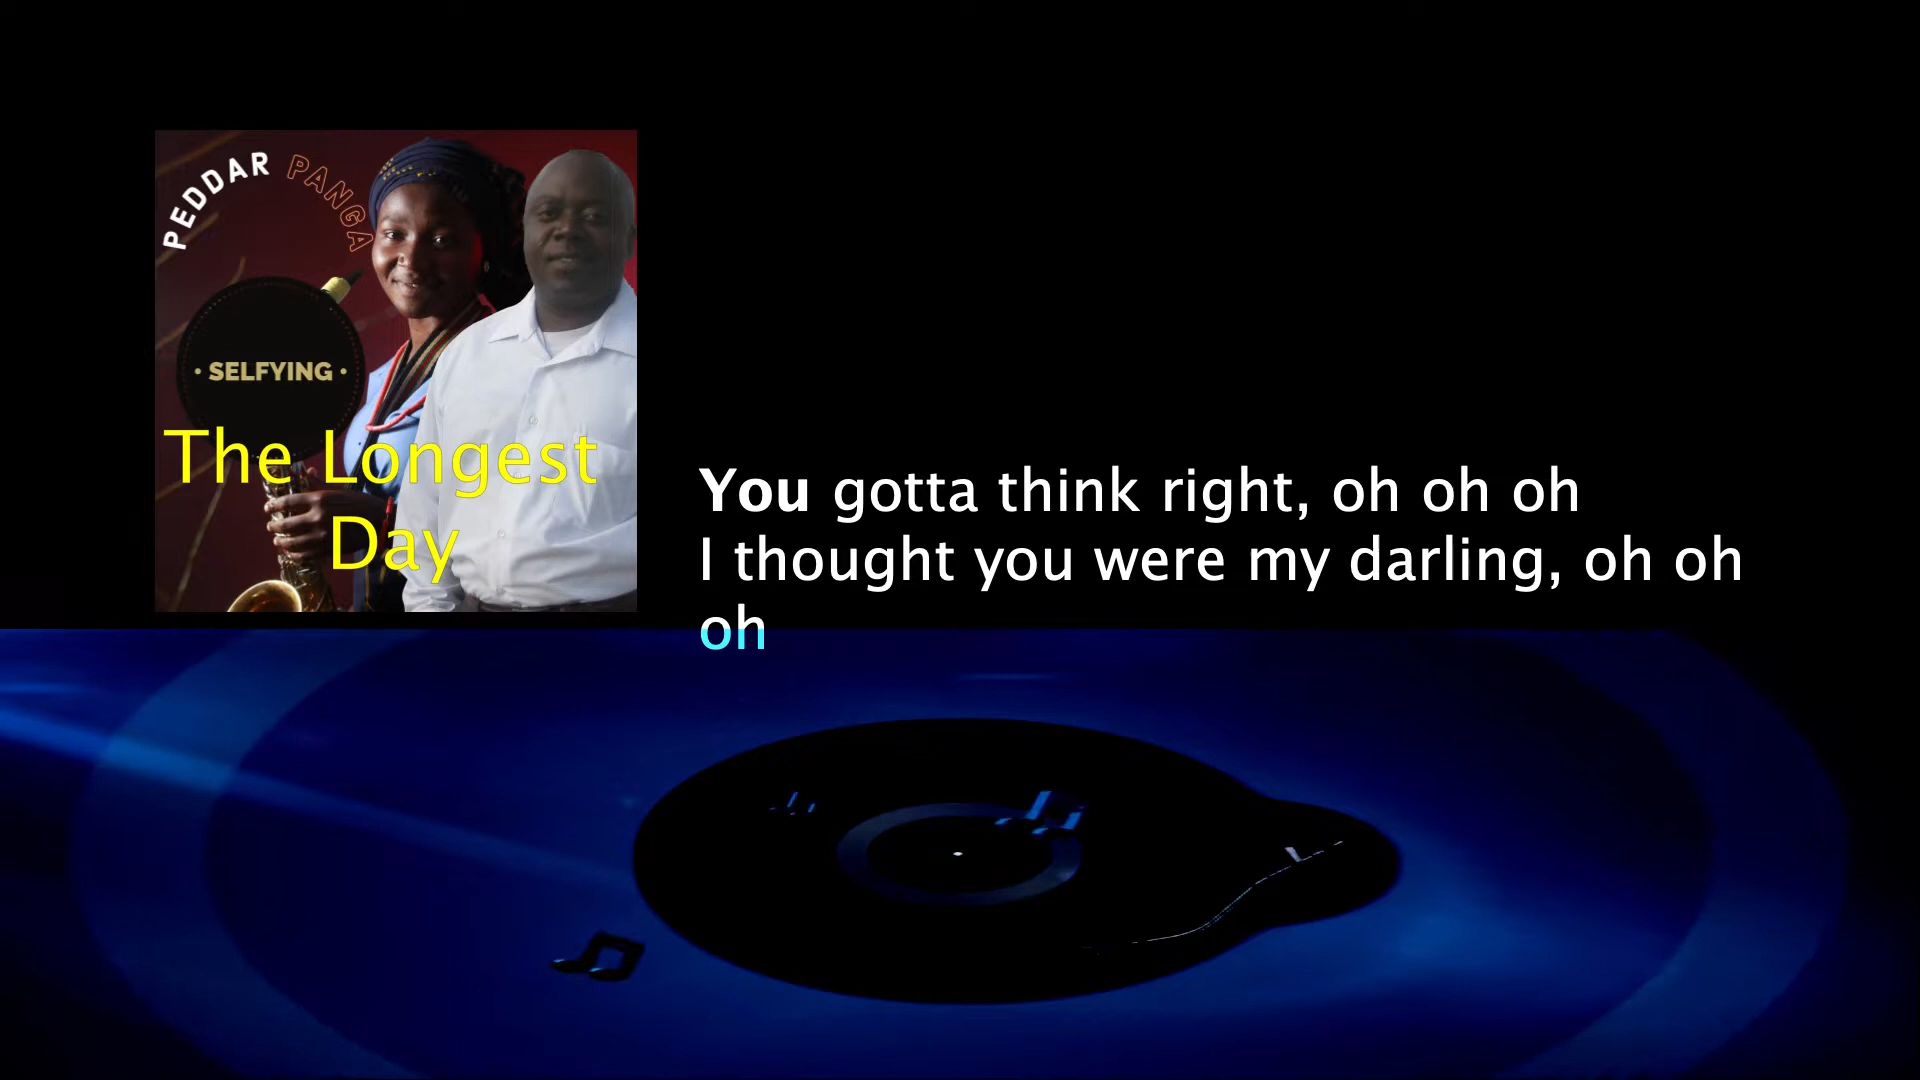 PEDDAR PANGA
• SELFYING •
The Longest
Day
You gotta think right, oh oh oh
I thought you were my darling, oh oh
oh